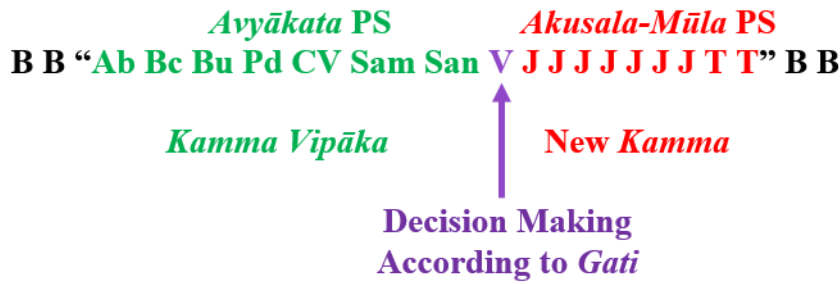 Avyākata PS Akusala-Mūla PS
B B “Ab Bc Bu Pd CV Sam San V J J J J J J J T T” B B
Kamma Vipāka New Kamma
Decision Making
According to Gati